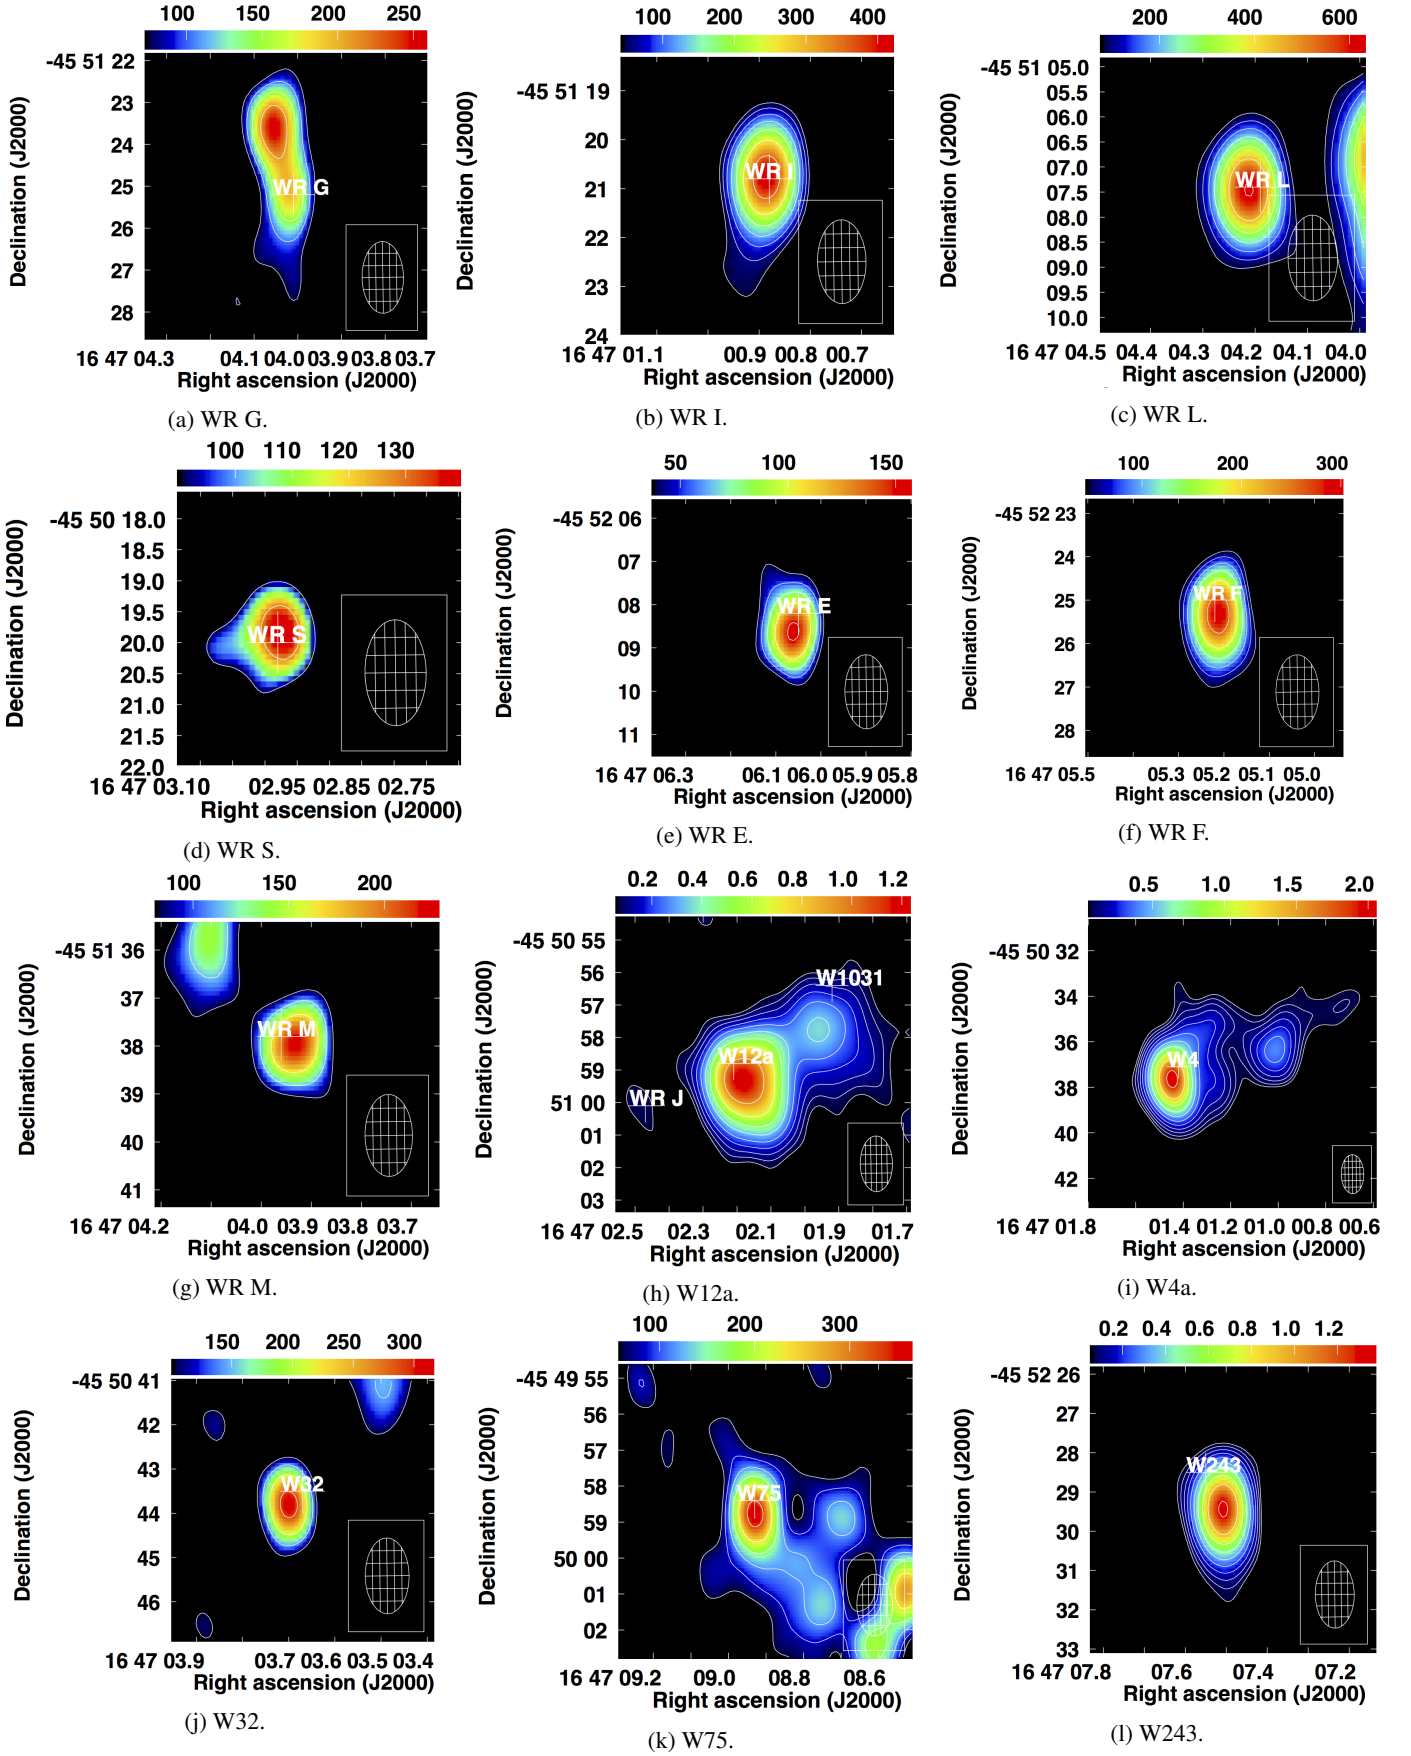 100 150 200 250
-45 51 22
23
24
25
26
27
28
Declination (J2000)
WR G
16 47 04.3 04.1 04.0 03.9 03.8 03.7
Right ascension (J2000)
(a) WR G.
100 200 300 400
-45 51 19
20
21
22
23
24
Declination (J2000)
WR I
16 47 01.1 00.9 00.8 00.7
Right ascension (J2000)
(b) WR I.
200 400 600
-45 51 05.0
05.5
06.0
06.5
07.0
07.5
08.0
08.5
09.0
09.5
10.0
Declination (J2000)
WR L
16 47 04.5 04.4 04.3 04.2 04.1 04.0
Right ascension (J2000)
(c) WR L.
100 110 120 130
-45 50 18.0
18.5
19.0
19.5
20.0
20.5
21.0
21.5
22.0
Declination (J2000)
WR S
16 47 03.10 02.95 02.85 02.75
Right ascension (J2000)
(d) WR S.
50 100 150
-45 52 06
07
08
09
10
11
Declination (J2000)
WR E
16 47 06.3 06.1 06.0 05.9 05.8
Right ascension (J2000)
(e) WR E.
100 200 300
-45 52 23
24
25
26
27
28
Declination (J2000)
WR F
16 47 05.5 05.3 05.2 05.1 05.0
Right ascension (J2000)
(f) WR F.
100 150 200
-45 51 36
37
38
39
40
41
Declination (J2000)
WR M
16 47 04.2 04.0 03.9 03.8 03.7
Right ascension (J2000)
(g) WR M.
0.2 0.4 0.6 0.8 1.0 1.2
-45 50 55
56
57
58
59
51 00
01
02
03
Declination (J2000)
W1031
W12a
WR J
16 47 02.5 02.3 02.1 01.9 01.7
Right ascension (J2000)
(h) W12a.
0.5 1.0 1.5 2.0
-45 50 32
34
36
38
40
42
Declination (J2000)
W4
16 47 01.8 01.4 01.2 01.0 00.8 00.6
Right ascension (J2000)
(i) W4a.
150 200 250 300
-45 50 41
42
43
44
45
46
Declination (J2000)
W32
16 47 03.9 03.7 03.6 03.5 03.4
Right ascension (J2000)
(j) W32.
100 200 300
-45 49 55
56
57
58
59
50 00
01
02
Declination (J2000)
W75
16 47 09.2 09.0 08.8 08.6
Right ascension (J2000)
(k) W75.
0.2 0.4 0.6 0.8 1.0 1.2
-45 52 26
27
28
29
30
31
32
33
Declination (J2000)
W243
16 47 07.8 07.6 07.4 07.2
Right ascension (J2000)
(l) W243.